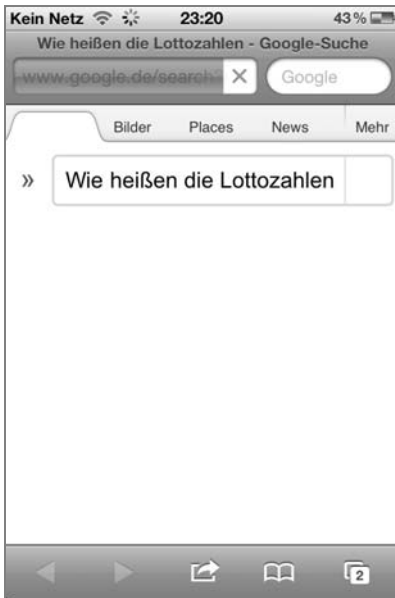 Kein Netz 23:20 43 %
Wie heißen die Lottozahlen - Google-Suche
www.google.de/search? Google
Bilder Places News Mehr
» Wie heißen die Lottozahlen
2